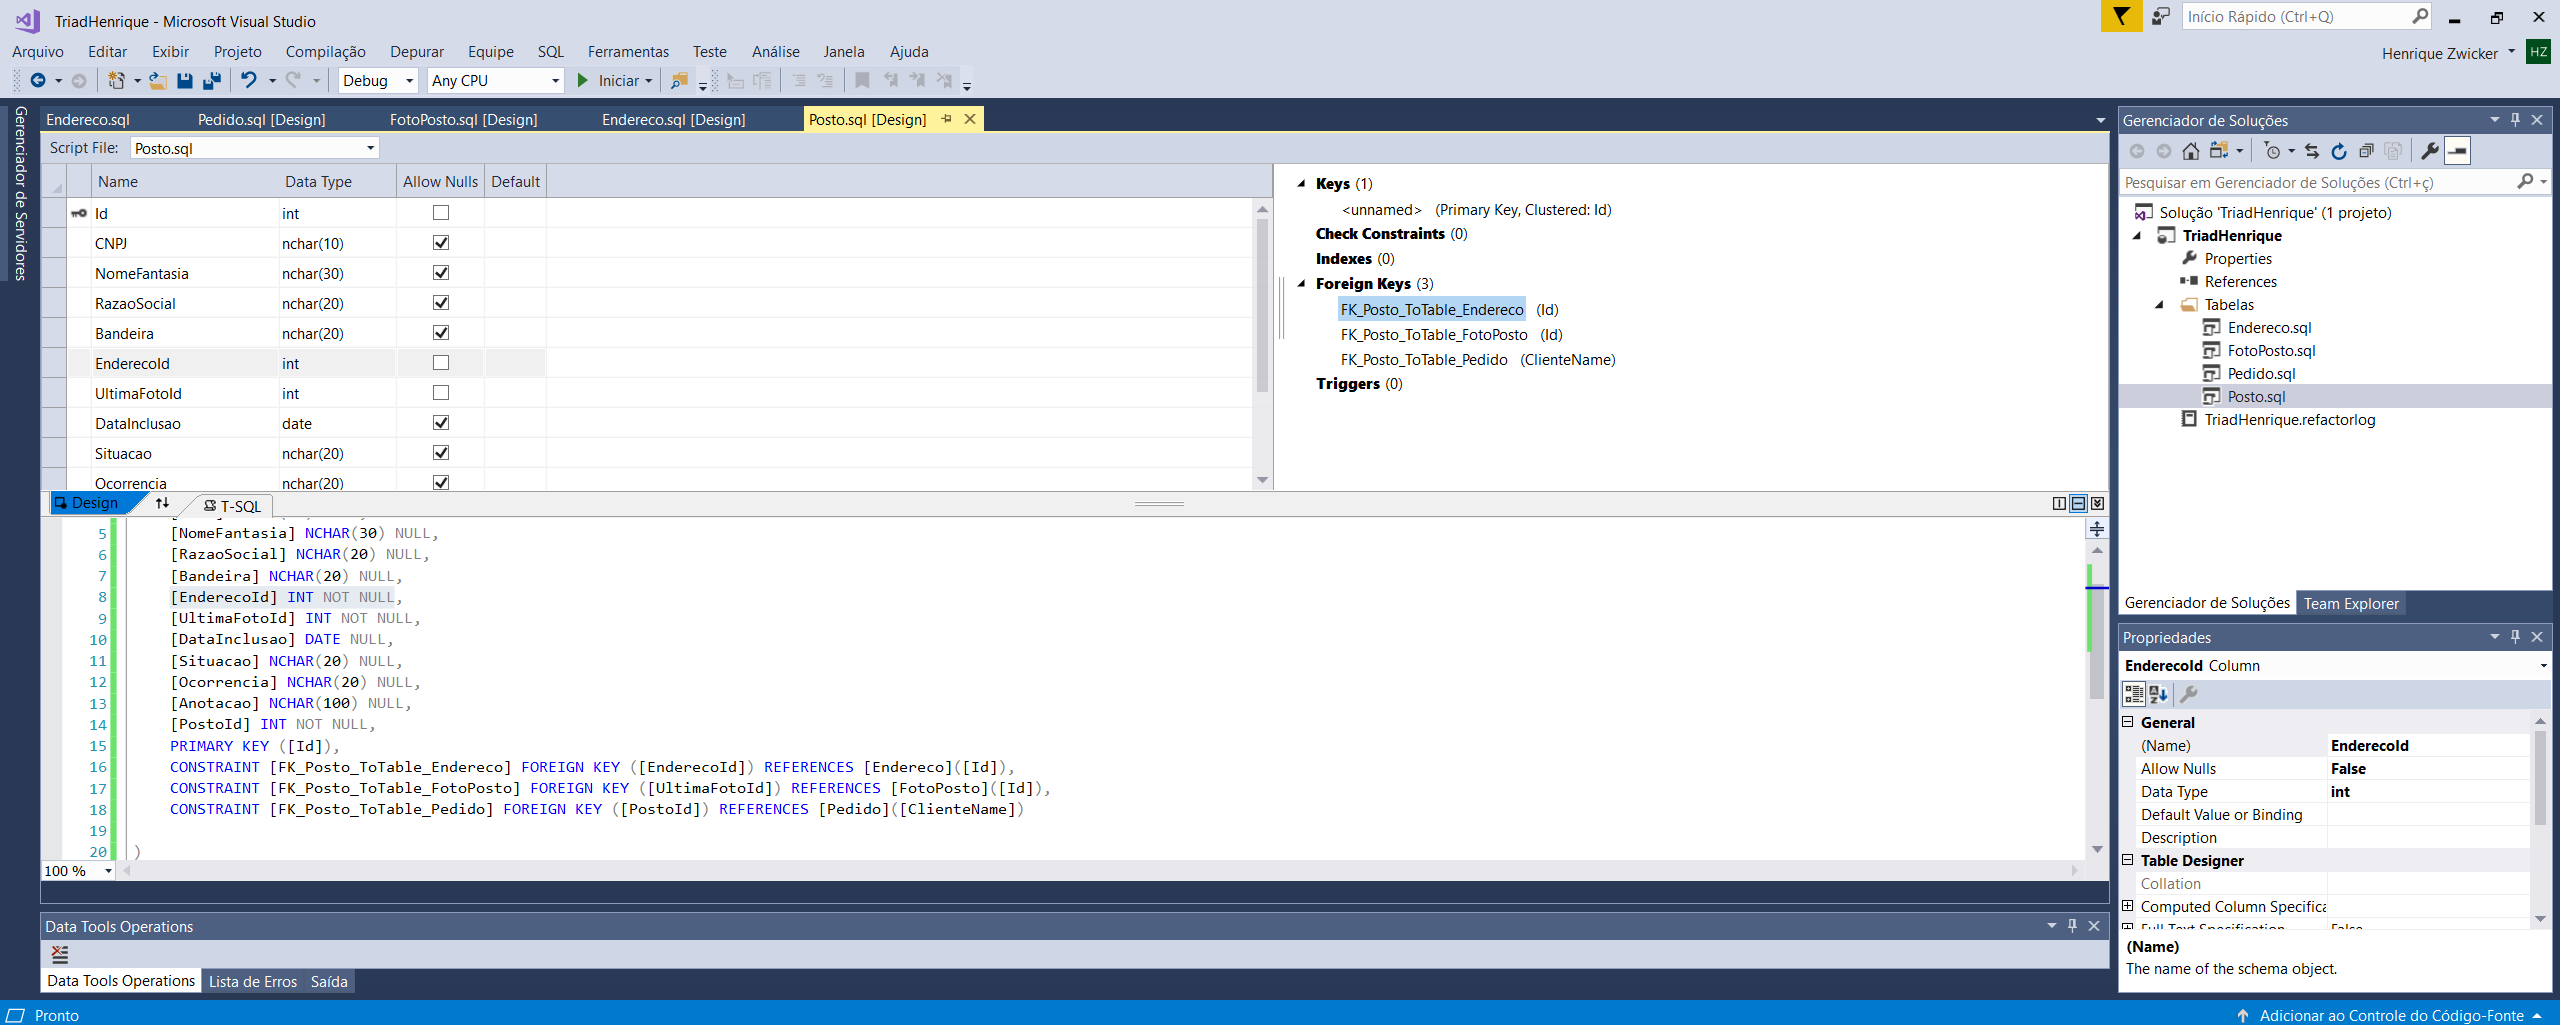 TriadHenrique - Microsoft Visual Studio
Início Rápido (Ctrl+Q)
Arquivo Editar Exibir Projeto Compilação Depurar Equipe SQL Ferramentas Teste Análise Janela Ajuda
Henrique Zwicker HZ
Debug Any CPU Iniciar
Gerenciador de Servidores
Endereco.sql Pedido.sql [Design] FotoPosto.sql [Design] Endereco.sql [Design] Posto.sql [Design]
Script File: Posto.sql
Name Data Type Allow Nulls Default
Id int
CNPJ nchar(10)
NomeFantasia nchar(30)
RazaoSocial nchar(20)
Bandeira nchar(20)
EnderecoId int
UltimaFotoId int
DataInclusao date
Situacao nchar(20)
Ocorrencia nchar(20)
Keys (1)
<unnamed> (Primary Key, Clustered: Id)
Check Constraints (0)
Indexes (0)
Foreign Keys (3)
FK_Posto_ToTable_Endereco (Id)
FK_Posto_ToTable_FotoPosto (Id)
FK_Posto_ToTable_Pedido (ClienteName)
Triggers (0)
Design T-SQL
5 [NomeFantasia] NCHAR(30) NULL,
6 [RazaoSocial] NCHAR(20) NULL,
7 [Bandeira] NCHAR(20) NULL,
8 [EnderecoId] INT NOT NULL,
9 [UltimaFotoId] INT NOT NULL,
10 [DataInclusao] DATE NULL,
11 [Situacao] NCHAR(20) NULL,
12 [Ocorrencia] NCHAR(20) NULL,
13 [Anotacao] NCHAR(100) NULL,
14 [PostoId] INT NOT NULL,
15 PRIMARY KEY ([Id]),
16 CONSTRAINT [FK_Posto_ToTable_Endereco] FOREIGN KEY ([EnderecoId]) REFERENCES [Endereco]([Id]),
17 CONSTRAINT [FK_Posto_ToTable_FotoPosto] FOREIGN KEY ([UltimaFotoId]) REFERENCES [FotoPosto]([Id]),
18 CONSTRAINT [FK_Posto_ToTable_Pedido] FOREIGN KEY ([PostoId]) REFERENCES [Pedido]([ClienteName])
19
20 )
100 %
Data Tools Operations
Data Tools Operations Lista de Erros Saída
Gerenciador de Soluções
Pesquisar em Gerenciador de Soluções (Ctrl+ç)
Solução 'TriadHenrique' (1 projeto)
TriadHenrique
Properties
References
Tabelas
Endereco.sql
FotoPosto.sql
Pedido.sql
Posto.sql
TriadHenrique.refactorlog
Gerenciador de Soluções Team Explorer
Propriedades
EnderecoId Column
General
(Name) EnderecoId
Allow Nulls False
Data Type int
Default Value or Binding
Description
Table Designer
Collation
Computed Column Specifica
Full Text Specification False
(Name)
The name of the schema object.
Pronto
Adicionar ao Controle do Código-Fonte